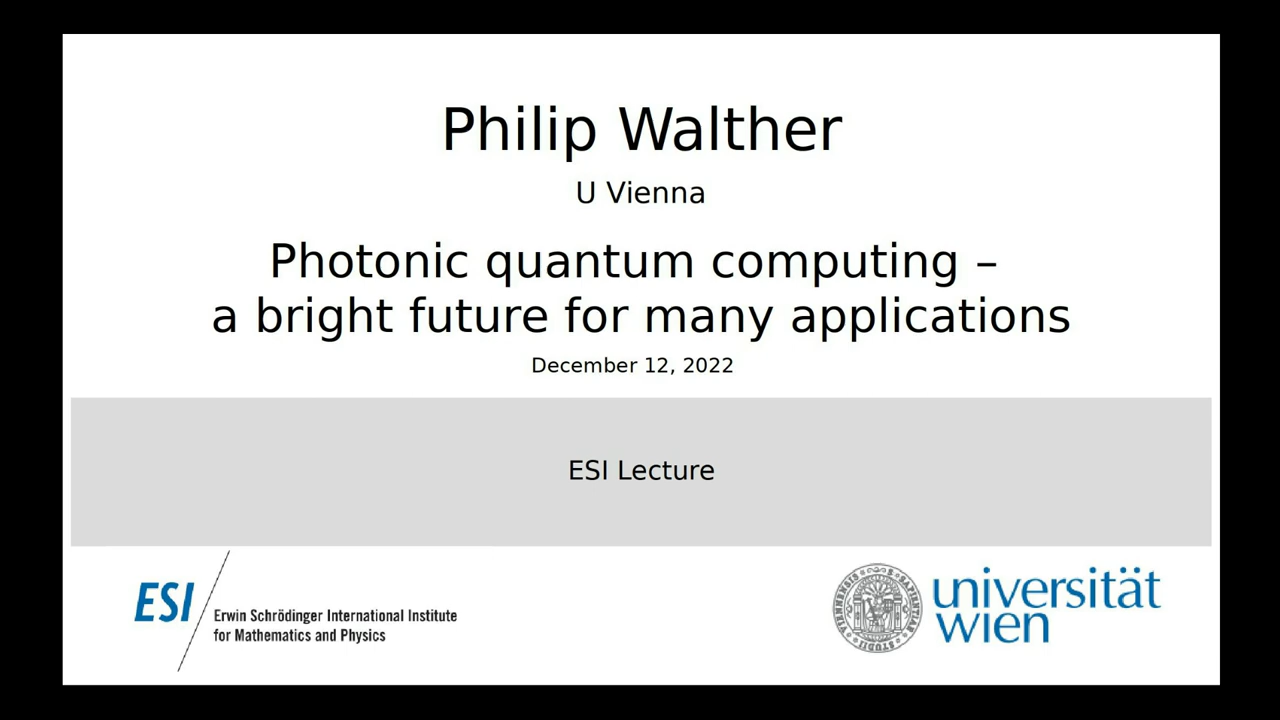 Philip Walther
U Vienna
Photonic quantum computing –
a bright future for many applications
December 12, 2022
ESI Lecture
ESI
Erwin Schrödinger International Institute
for Mathematics and Physics
universität
wien